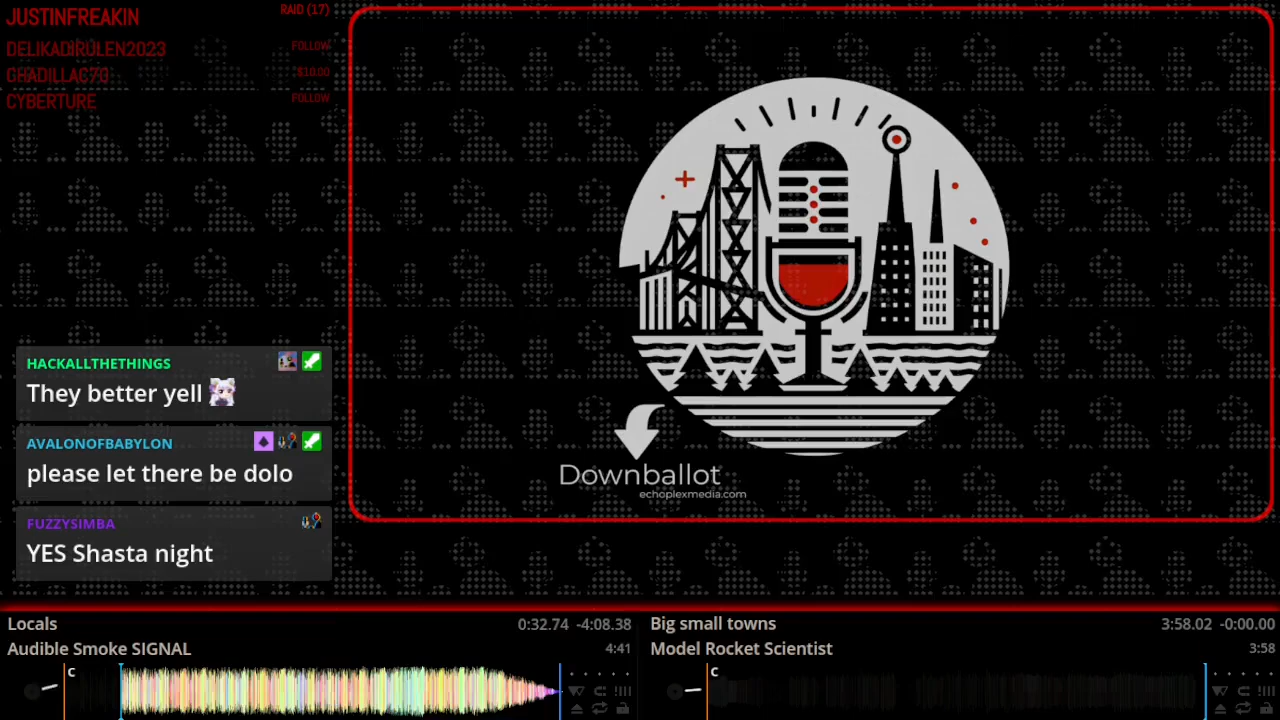 JUSTINFREAKIN RAID (17)
DELIKADIRULEN2023 FOLLOW
GHADILLAC70 $10.00
CYBERTURE FOLLOW
HACKALLTHETHINGS
They better yell
AVALONOFBABYLON
please let there be dolo
FUZZYSIMBA
YES Shasta night
Downballot
echoplexmedia.com
Locals 0:32.74 -4:08.38
Audible Smoke SIGNAL 4:41
C
Big small towns 3:58.02 -0:00.00
Model Rocket Scientist 3:58
C